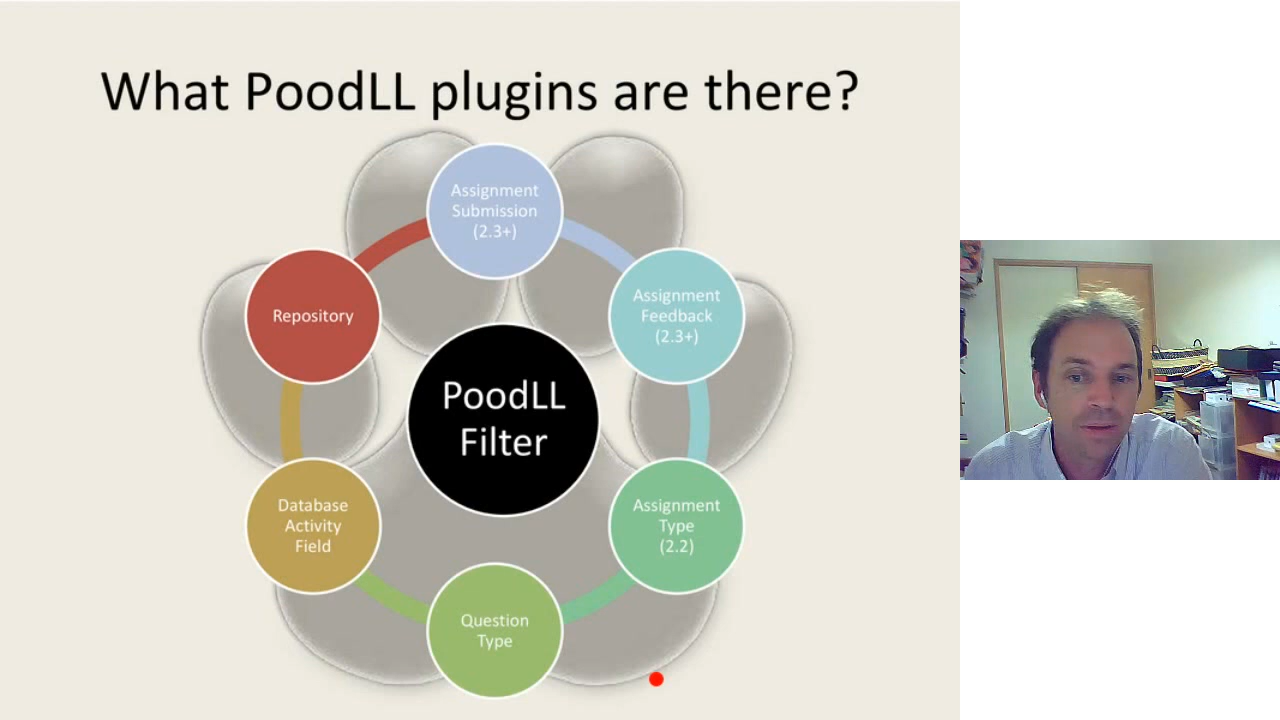 What PoodLL plugins are there?
Assignment
Submission
(2.3+)
Assignment
Feedback
(2.3+)
Assignment
Type
(2.2)
Question
Type
Database
Activity
Field
Repository
PoodLL
Filter